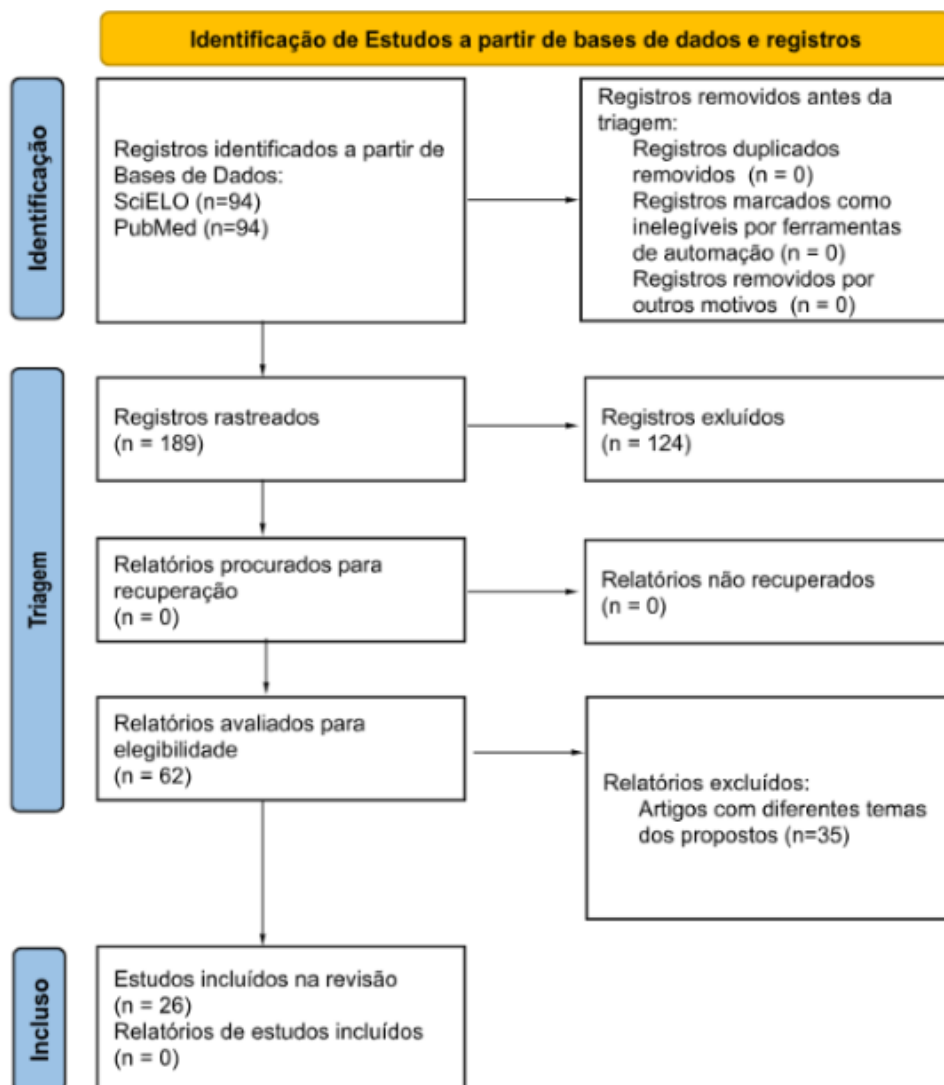 Identificação de Estudos a partir de bases de dados e registros
Identificação
Registros identificados a partir de
Bases de Dados:
SciELO (n=94)
PubMed (n=94)
Registros removidos antes da
triagem:
Registros duplicados
removidos (n = 0)
Registros marcados como
inelegíveis por ferramentas
de automação (n = 0)
Registros removidos por
outros motivos (n = 0)
Triagem
Registros rastreados
(n = 189)
Registros exluídos
(n = 124)
Relatórios procurados para
recuperação
(n = 0)
Relatórios não recuperados
(n = 0)
Relatórios avaliados para
elegibilidade
(n = 62)
Relatórios excluídos:
Artigos com diferentes temas
dos propostos (n=35)
Incluso
Estudos incluídos na revisão
(n = 26)
Relatórios de estudos incluídos
(n = 0)